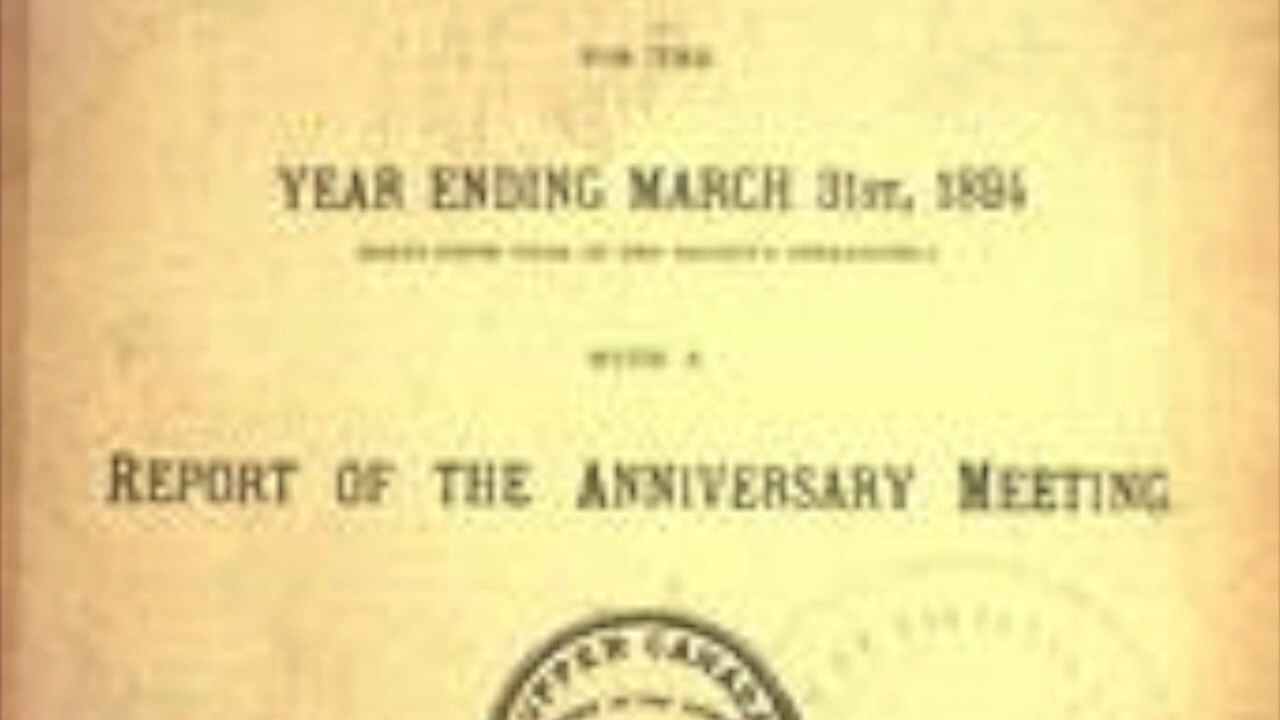 FOR THE
YEAR ENDING MARCH 31ST, 1894
WITH A
REPORT OF THE ANNIVERSARY MEETING
UPPER CANADA